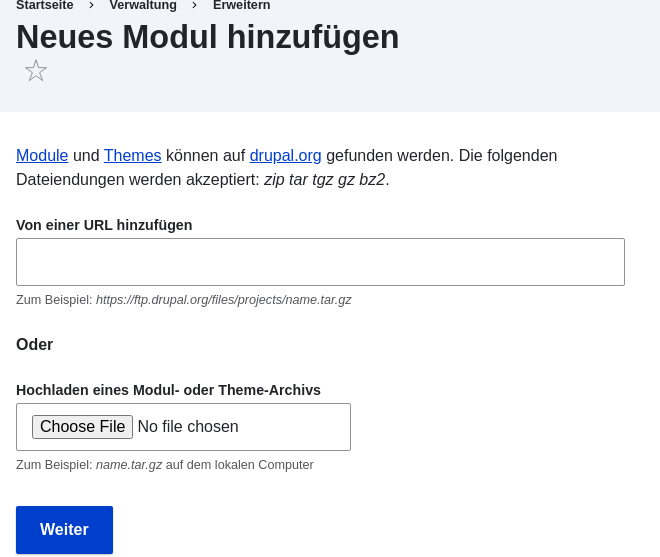 Startseite › Verwaltung › Erweitern
Neues Modul hinzufügen
Module und Themes können auf drupal.org gefunden werden. Die folgenden
Dateiendungen werden akzeptiert: zip tar tgz gz bz2.
Von einer URL hinzufügen
Zum Beispiel: https://ftp.drupal.org/files/projects/name.tar.gz
Oder
Hochladen eines Modul- oder Theme-Archivs
Choose File No file chosen
Zum Beispiel: name.tar.gz auf dem lokalen Computer
Weiter